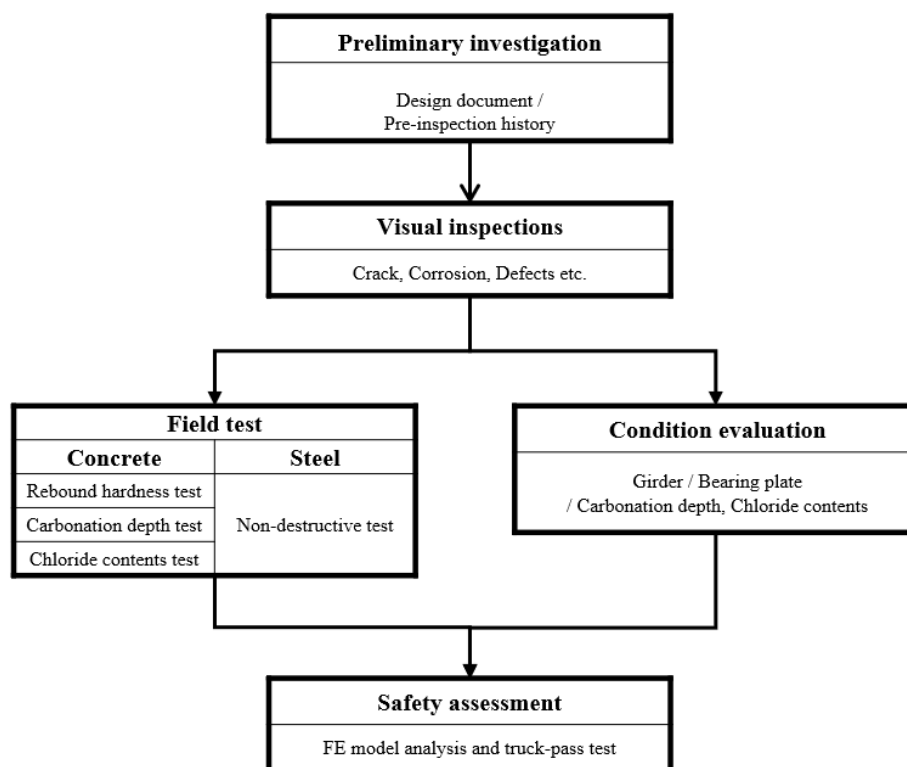 Preliminary investigation
Design document /
Pre-inspection history
Visual inspections
Crack, Corrosion, Defects etc.
Field test
Concrete
Steel
Rebound hardness test
Carbonation depth test
Chloride contents test
Non-destructive test
Condition evaluation
Girder / Bearing plate
/ Carbonation depth, Chloride contents
Safety assessment
FE model analysis and truck-pass test